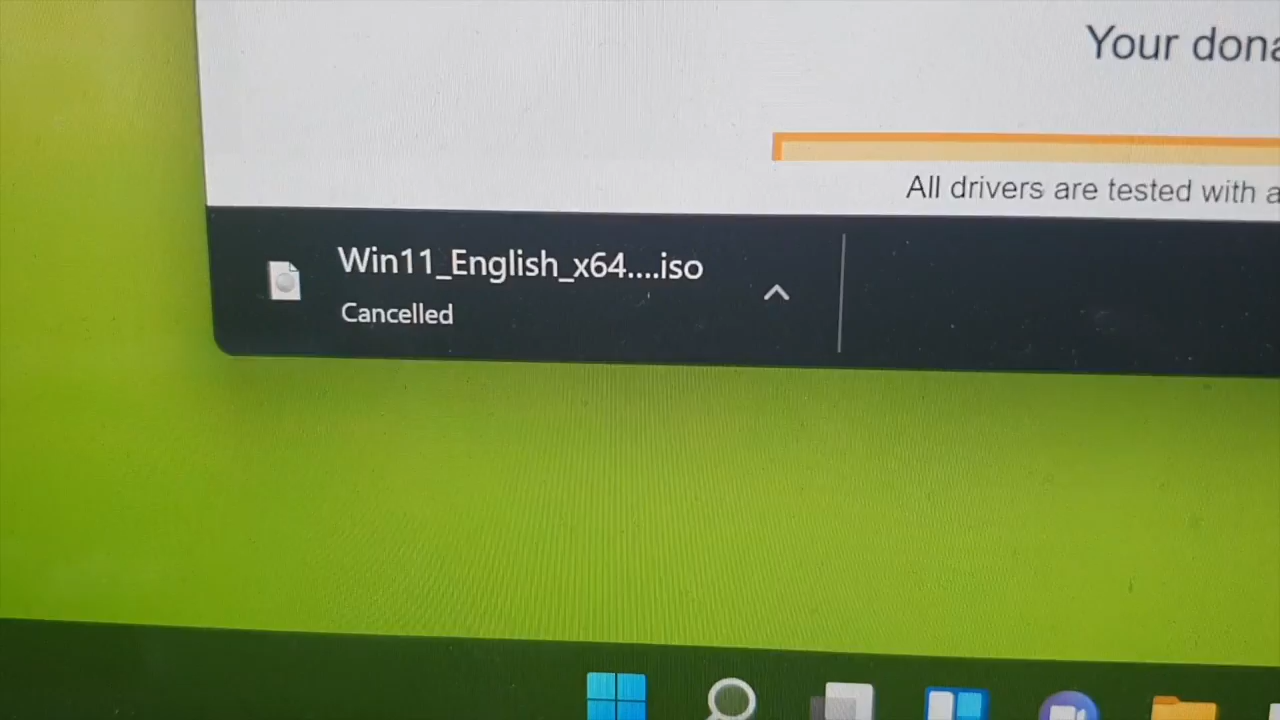 Your dona
All drivers are tested with a
Win11_English_x64....iso
Cancelled